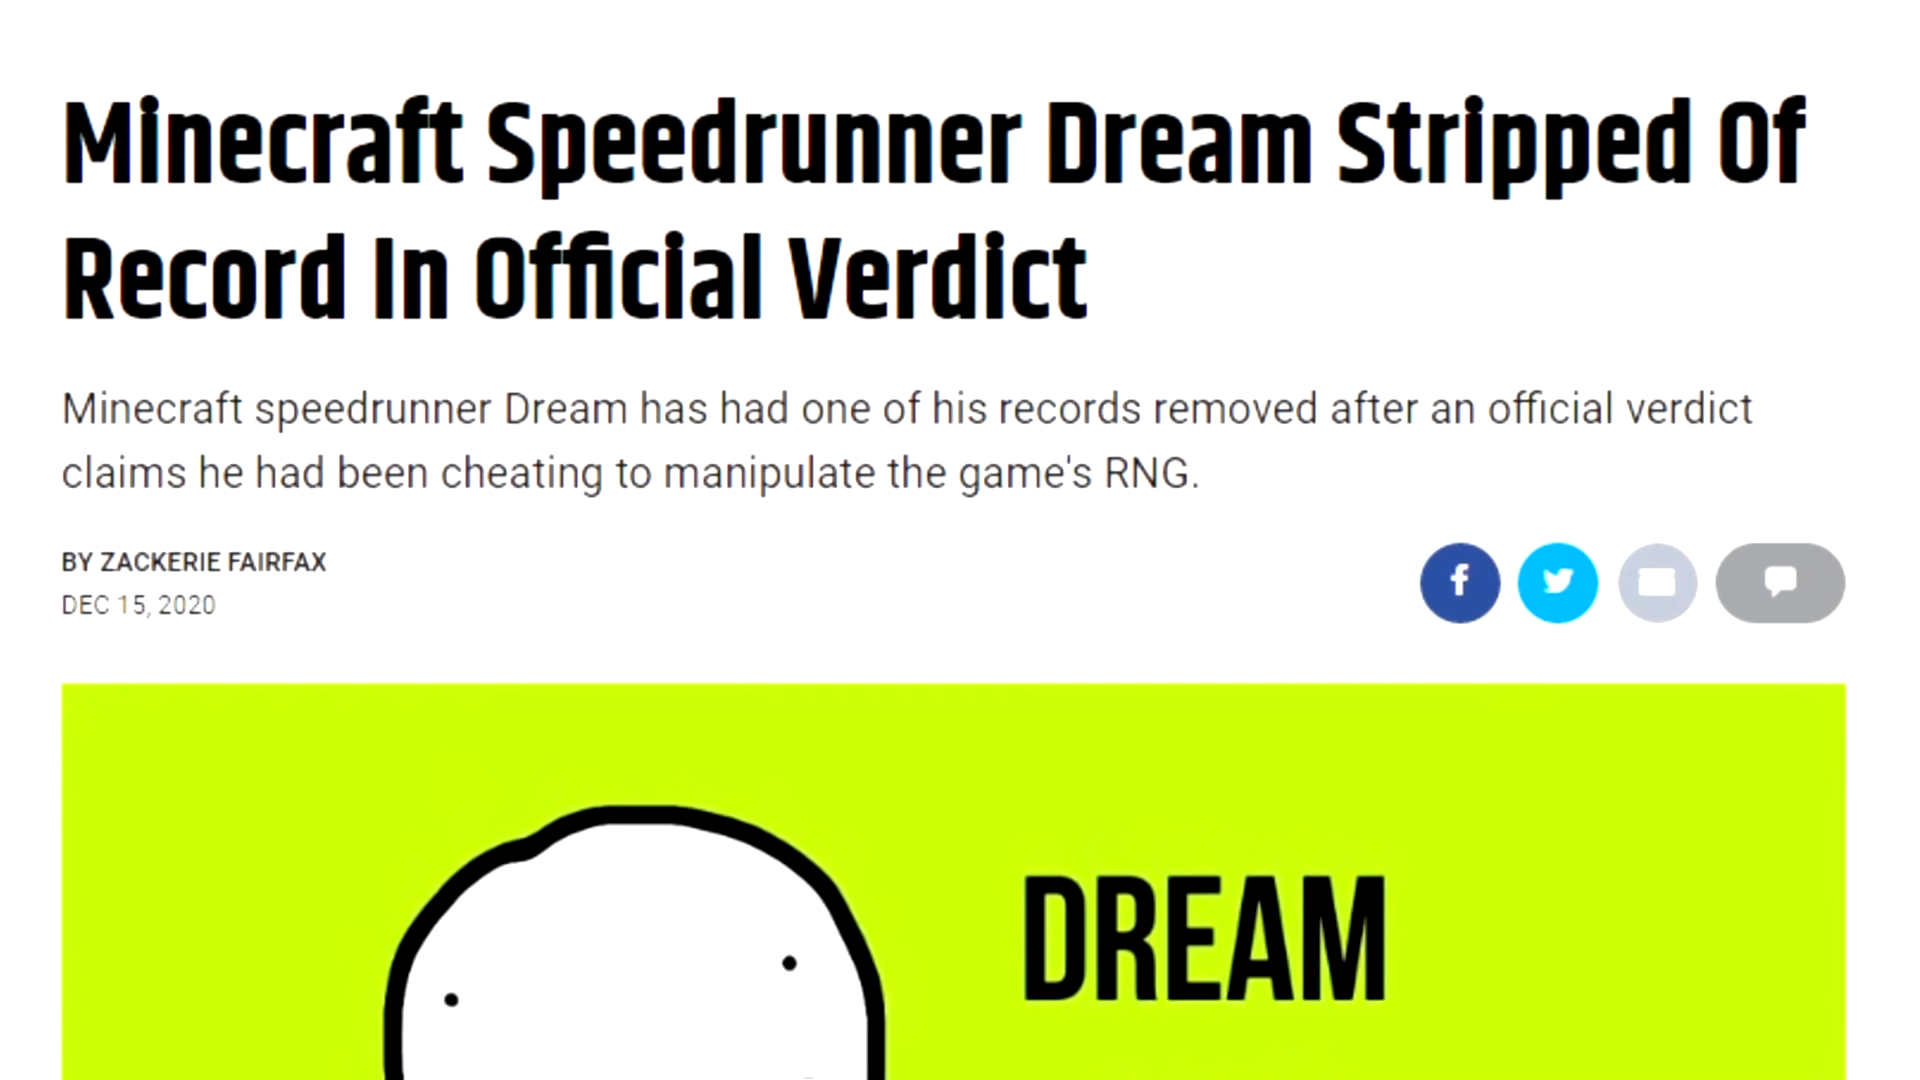 Minecraft Speedrunner Dream Stripped Of
Record In Official Verdict
Minecraft speedrunner Dream has had one of his records removed after an official verdict
claims he had been cheating to manipulate the game's RNG.
BY ZACKERIE FAIRFAX
DEC 15, 2020
f
DREAM